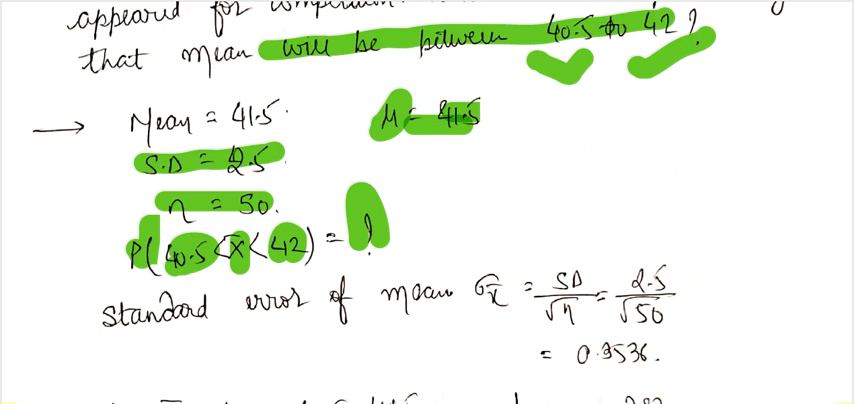 appeared for
that mean will be between 40.5 to 42?
→ Mean = 41.5. μ = 41.5
S.D = 2.5
n = 50.
P(40.5 < x̄ < 42) = ?
standard error of mean σx̄ = SD/√n = 2.5/√50
= 0.3536.